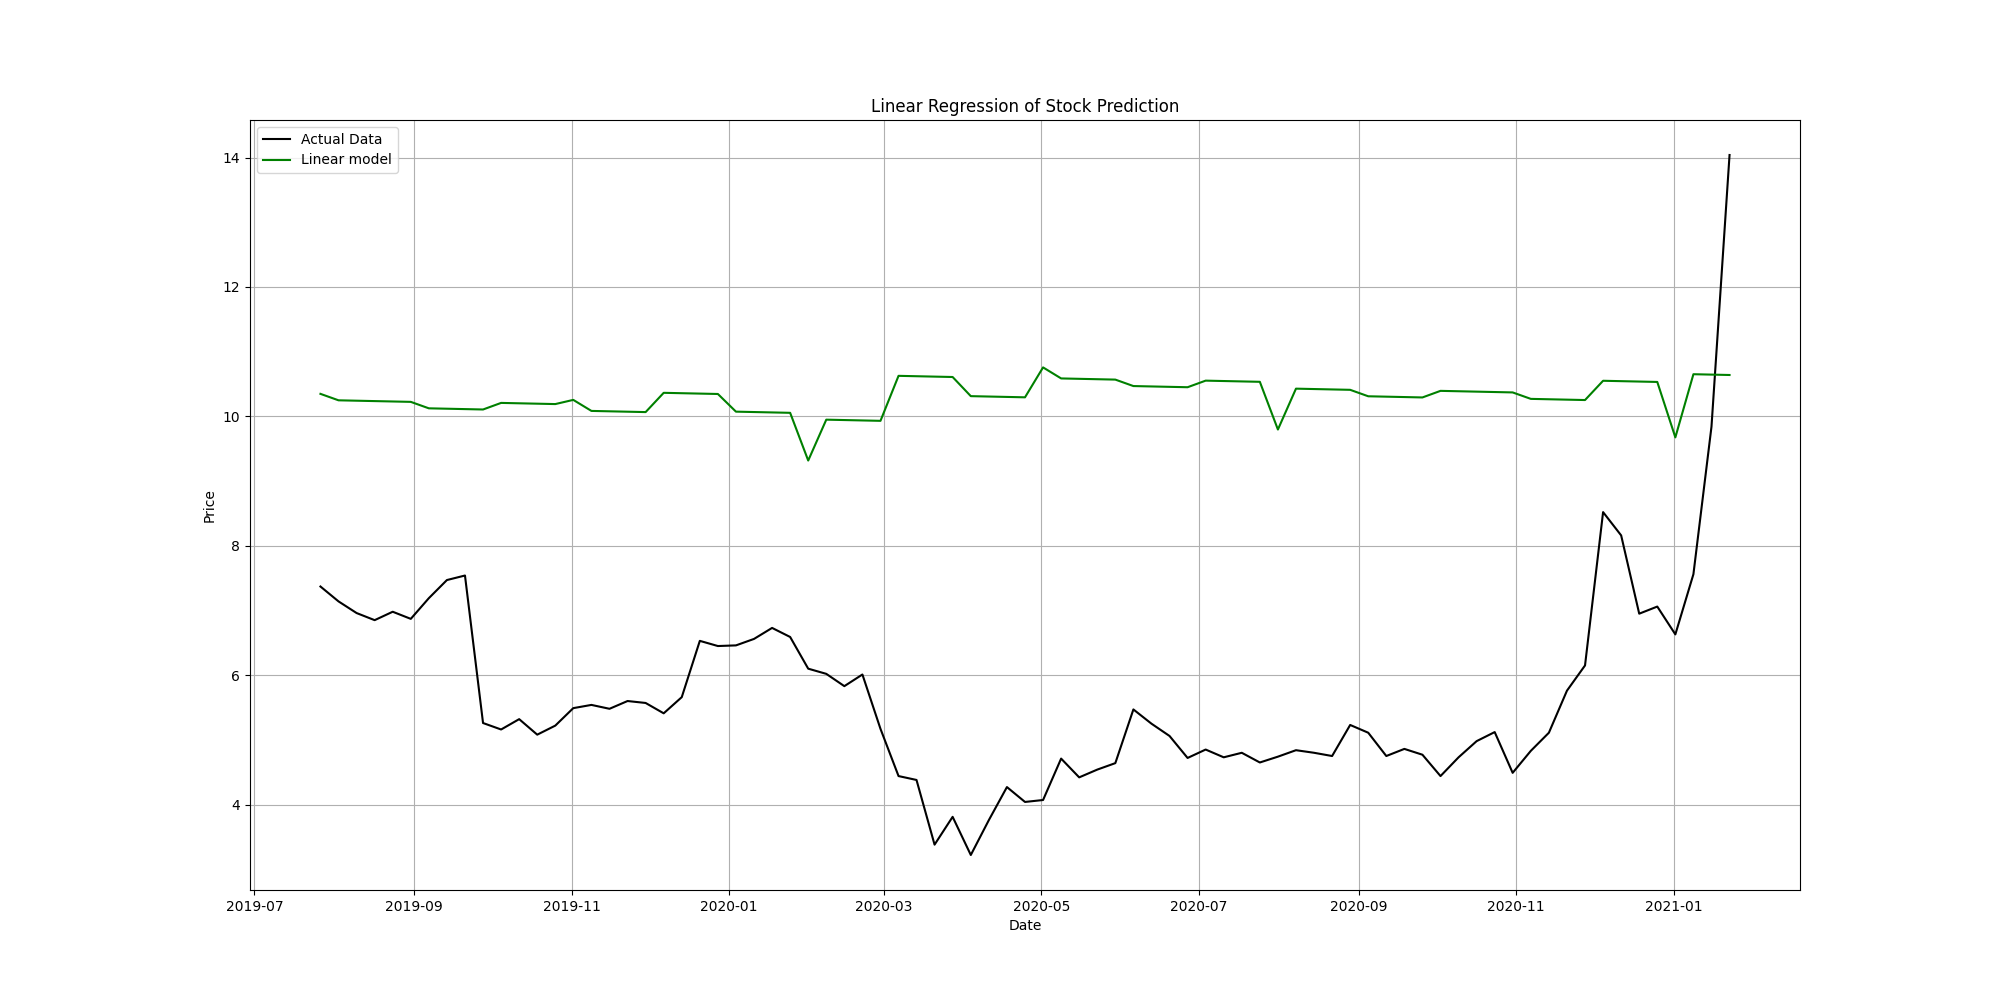 Linear Regression of Stock Prediction
Actual Data
Linear model
14
12
10
8
6
4
Price
2019-07 2019-09 2019-11 2020-01 2020-03 2020-05 2020-07 2020-09 2020-11 2021-01
Date